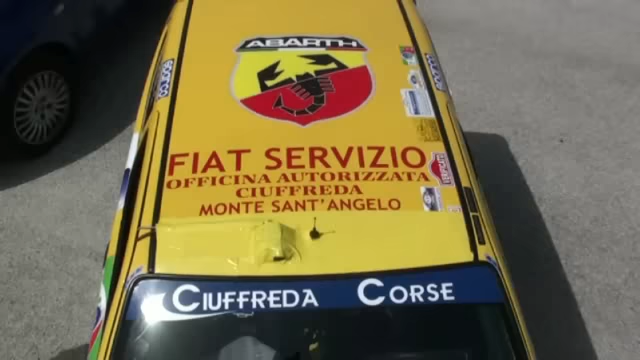 ABARTH
FIAT SERVIZIO
OFFICINA AUTORIZZATA
CIUFFREDA
MONTE SANT'ANGELO
CIUFFREDA CORSE